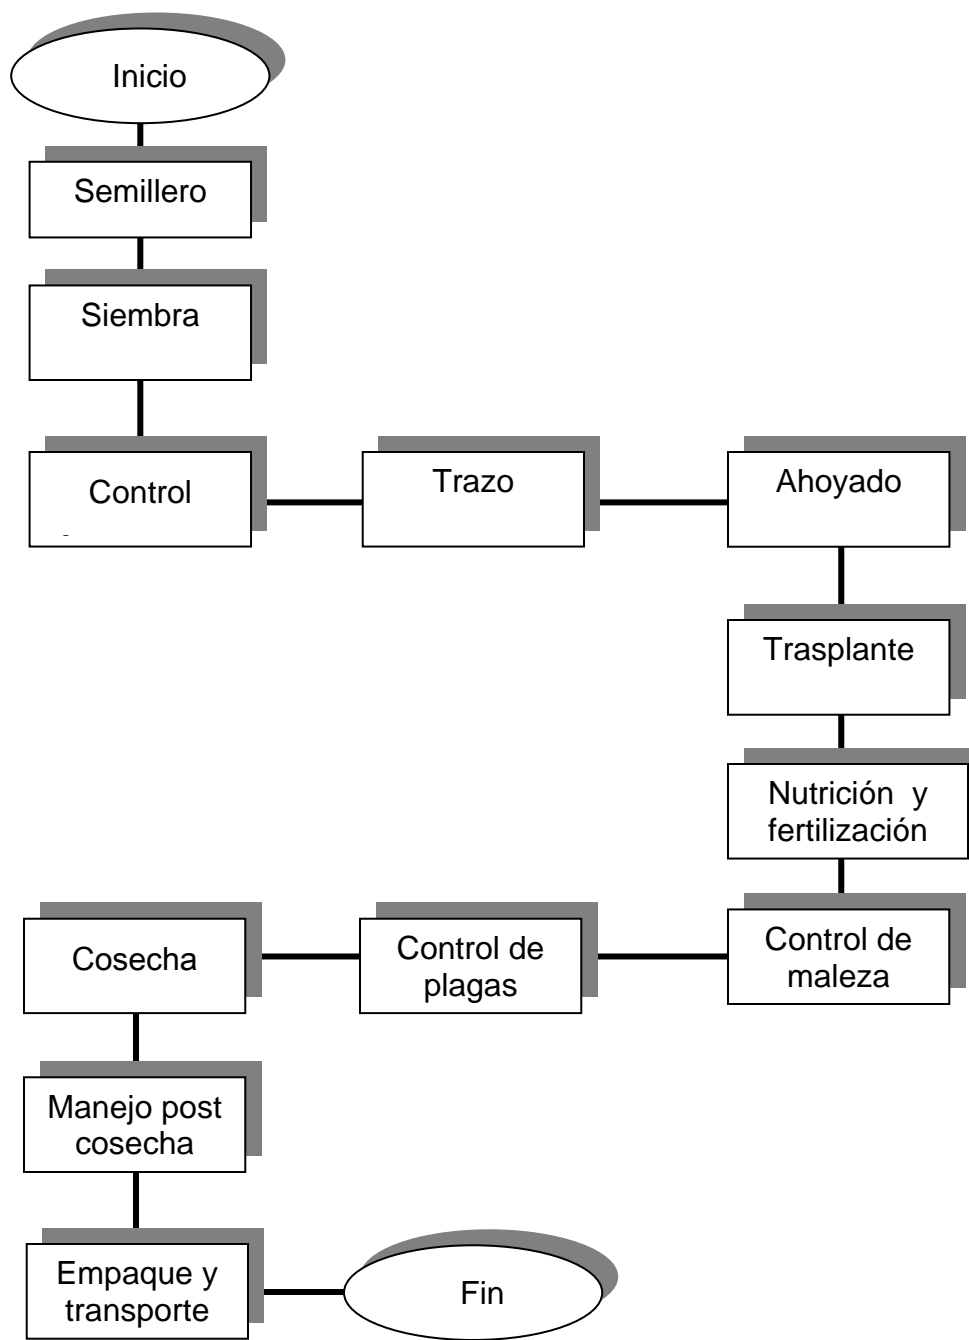 Inicio
Semillero
Siembra
Control
Trazo
Ahoyado
Trasplante
Nutrición y
fertilización
Control de
maleza
Control de
plagas
Cosecha
Manejo post
cosecha
Empaque y
transporte
Fin